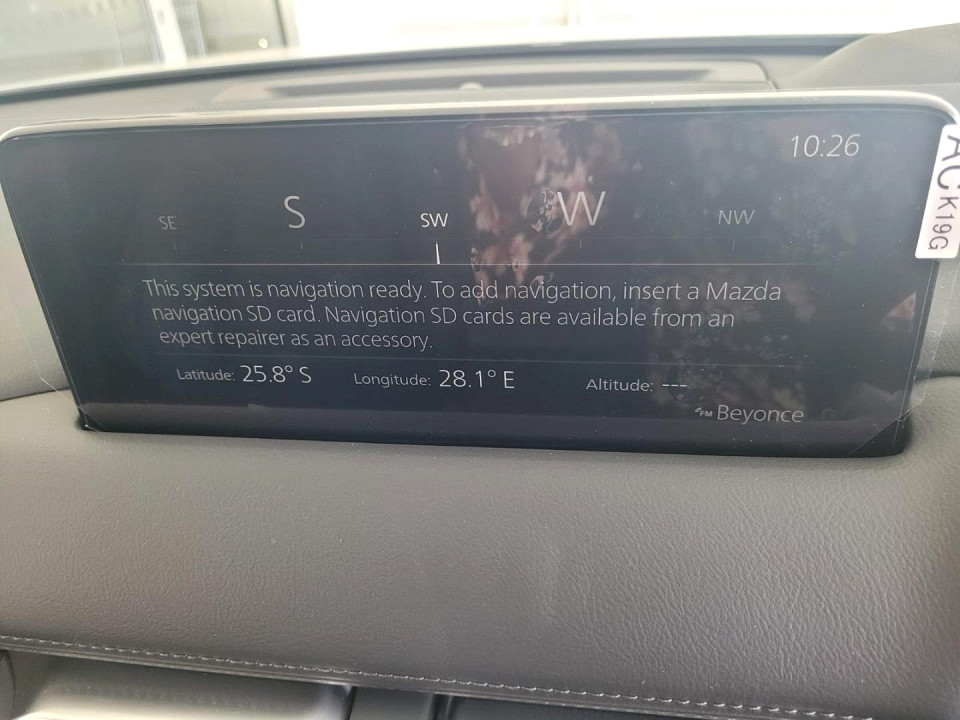 10:26
SE S SW W NW
This system is navigation ready. To add navigation, insert a Mazda
navigation SD card. Navigation SD cards are available from an
expert repairer as an accessory.
Latitude: 25.8° S Longitude: 28.1° E Altitude: ---
FM Beyonce
AC K19G